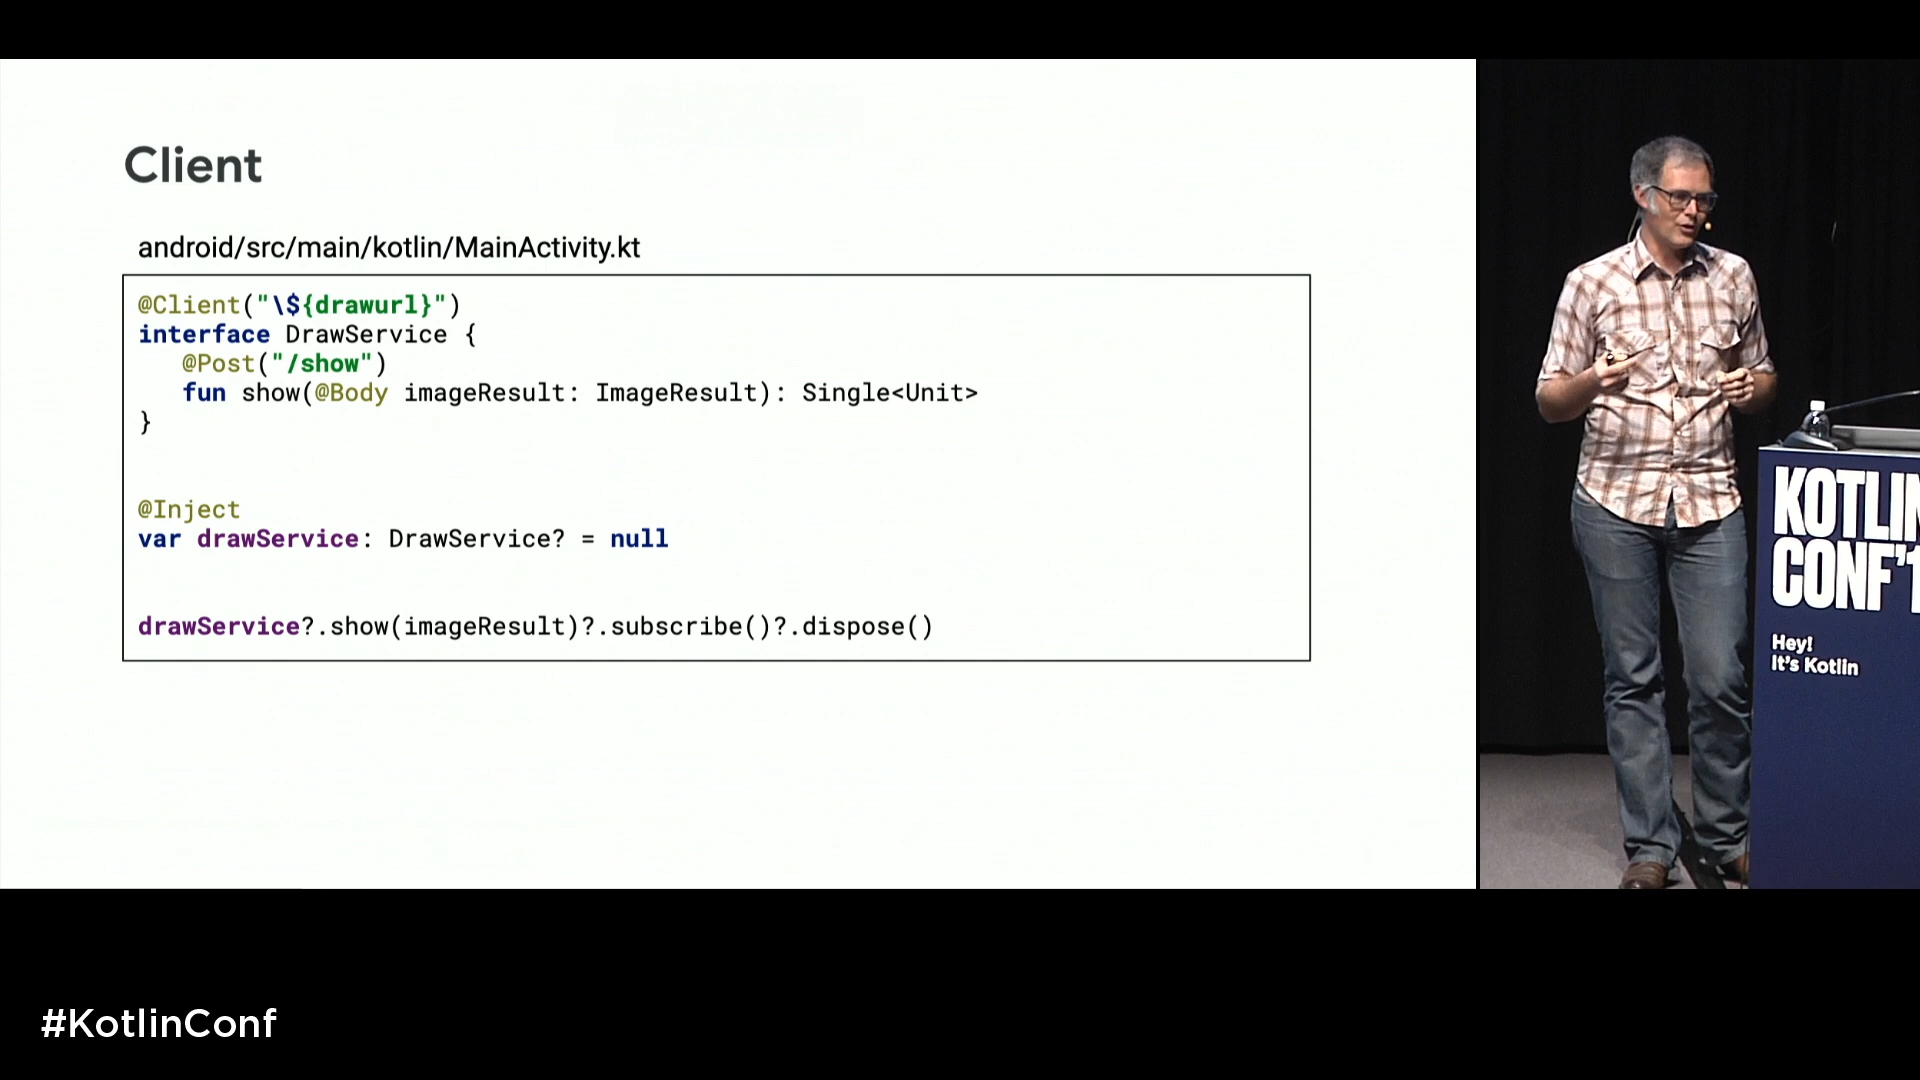 Client
android/src/main/kotlin/MainActivity.kt
@Client("\${drawurl}")
interface DrawService {
@Post("/show")
fun show(@Body imageResult: ImageResult): Single<Unit>
}
@Inject
var drawService: DrawService? = null
drawService?.show(imageResult)?.subscribe()?.dispose()
KOTLIN
CONF'1
Hey!
It's Kotlin
#KotlinConf